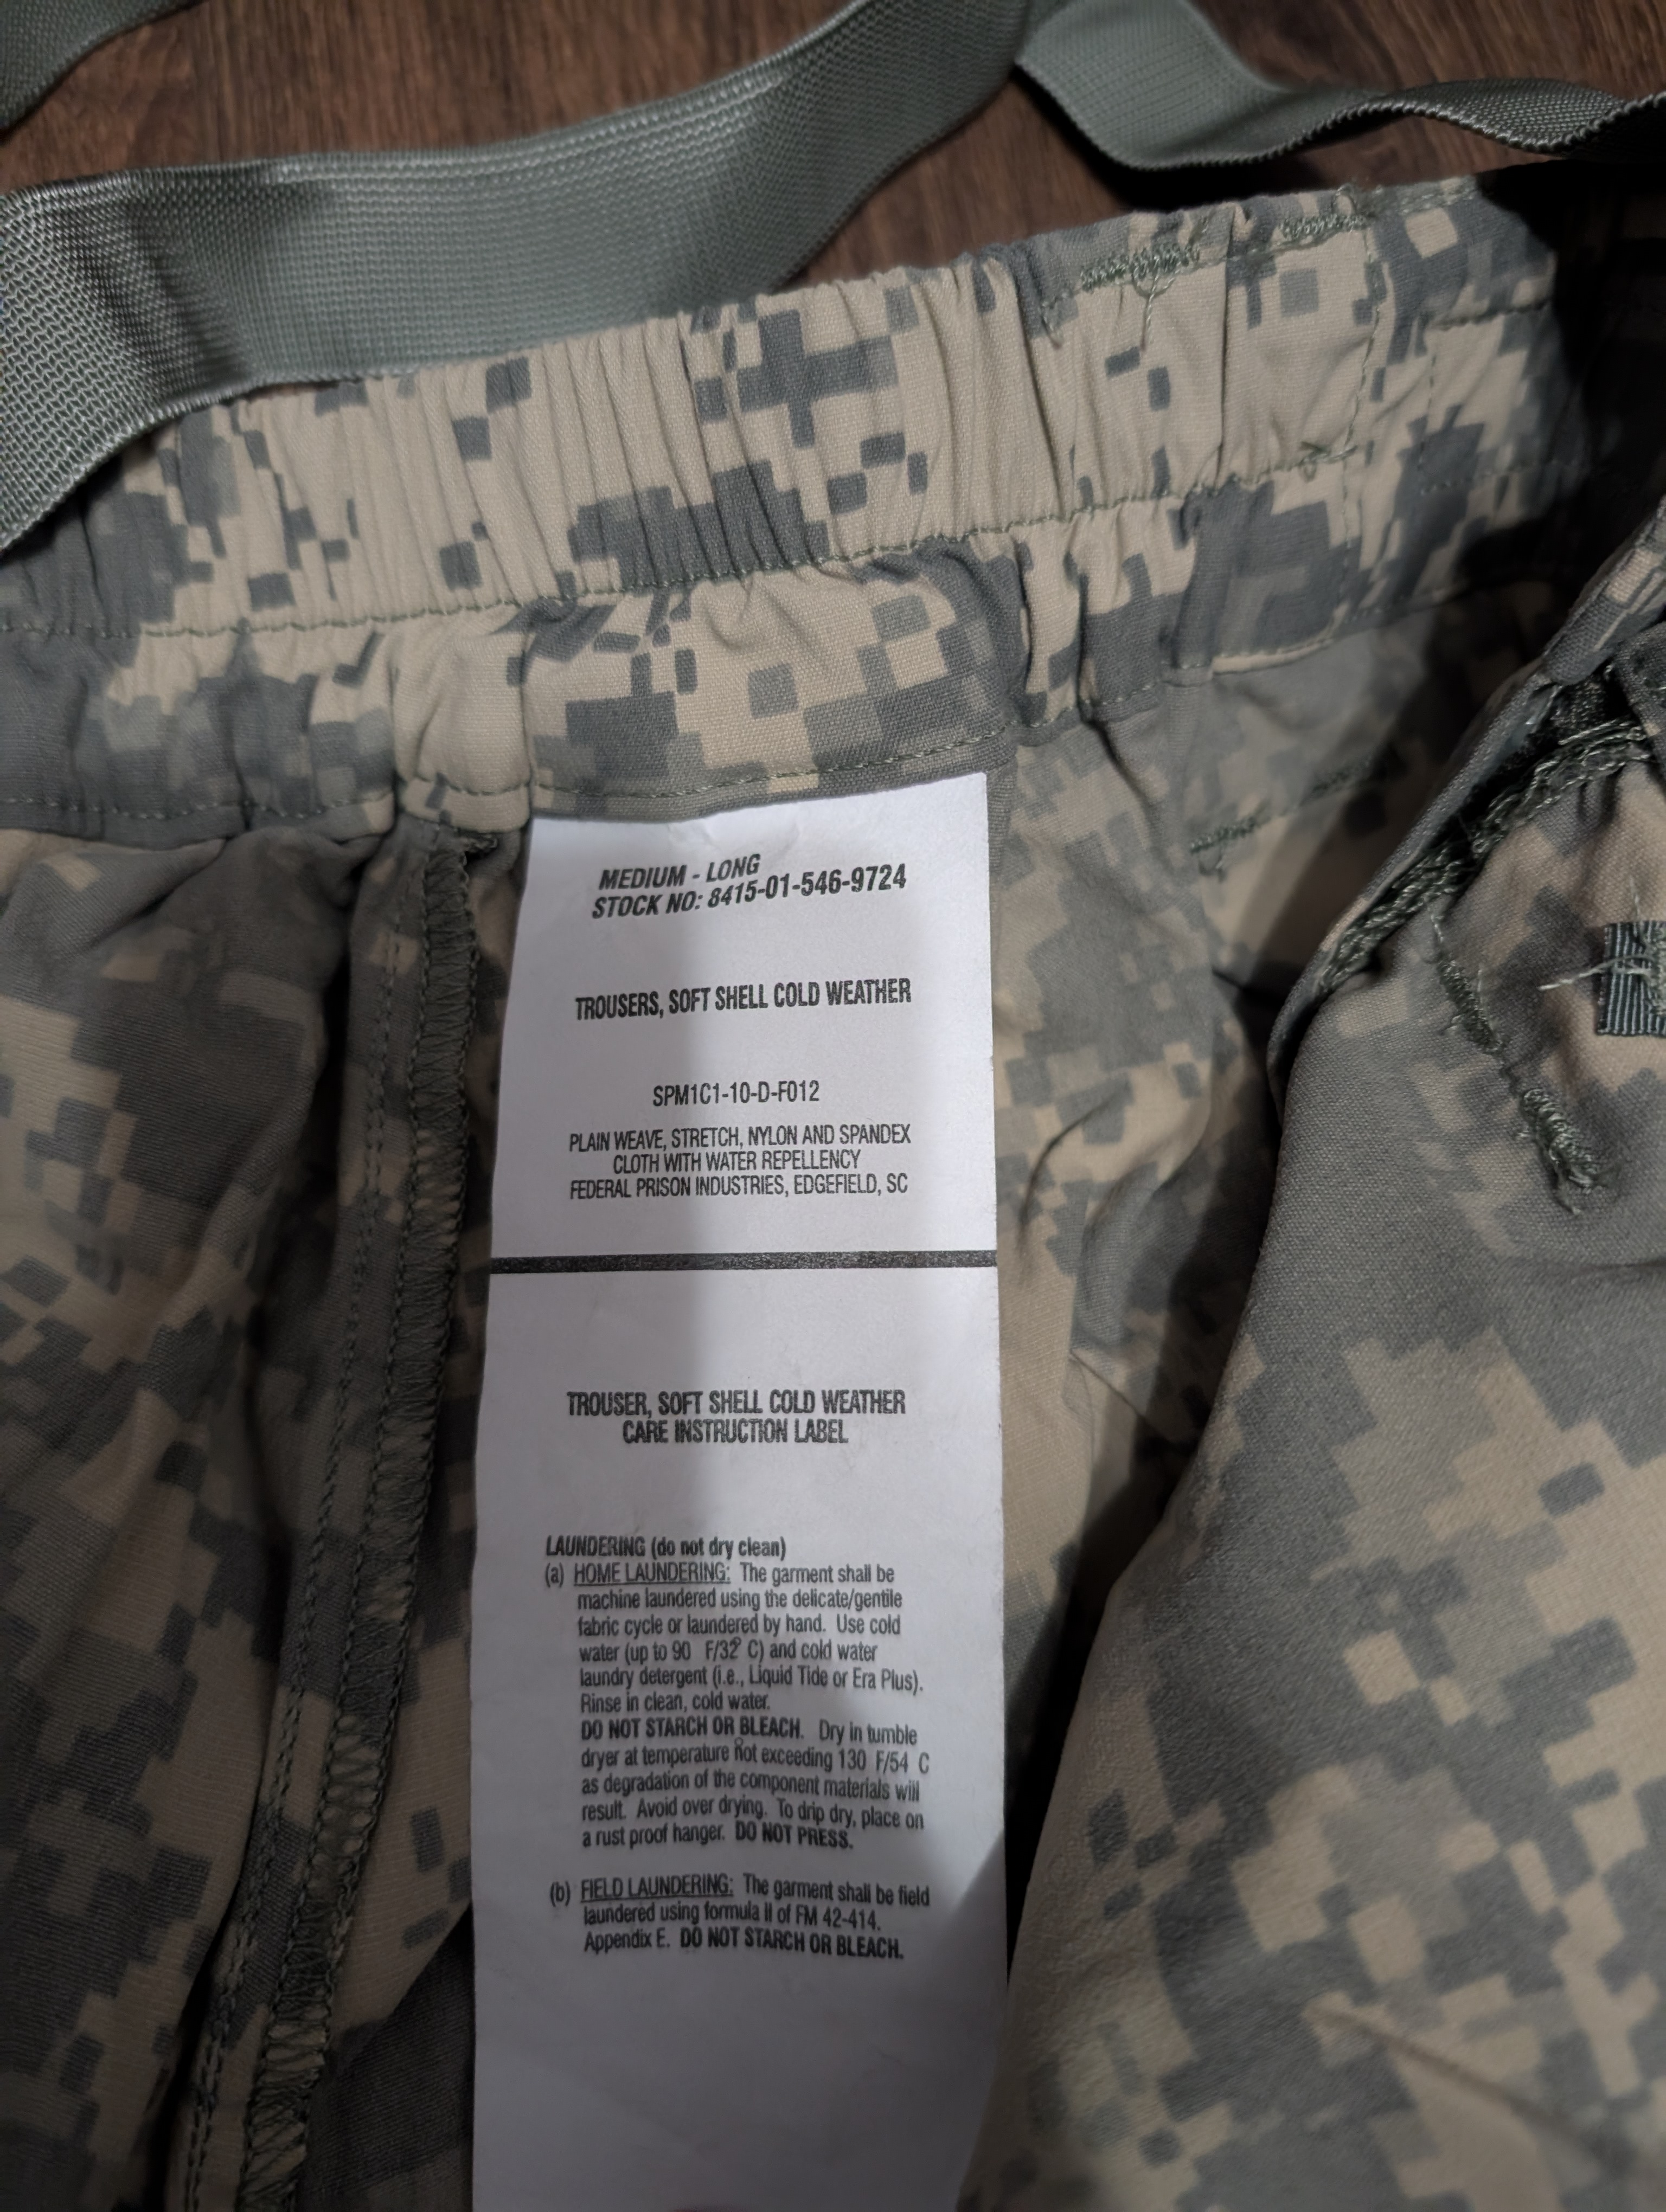 MEDIUM - LONG
STOCK NO: 8415-01-546-9724
TROUSERS, SOFT SHELL COLD WEATHER
SPM1C1-10-D-F012
PLAIN WEAVE, STRETCH, NYLON AND SPANDEX
CLOTH WITH WATER REPELLENCY
FEDERAL PRISON INDUSTRIES, EDGEFIELD, SC
TROUSER, SOFT SHELL COLD WEATHER
CARE INSTRUCTION LABEL
LAUNDERING (do not dry clean)
(a) HOME LAUNDERING: The garment shall be
machine laundered using the delicate/gentile
fabric cycle or laundered by hand. Use cold
water (up to 90 F/32° C) and cold water
laundry detergent (i.e., Liquid Tide or Era Plus).
Rinse in clean, cold water.
DO NOT STARCH OR BLEACH. Dry in tumble
dryer at temperature not exceeding 130 F/54 C
as degradation of the component materials will
result. Avoid over drying. To drip dry, place on
a rust proof hanger. DO NOT PRESS.
(b) FIELD LAUNDERING: The garment shall be field
laundered using formula II of FM 42-414.
Appendix E. DO NOT STARCH OR BLEACH.